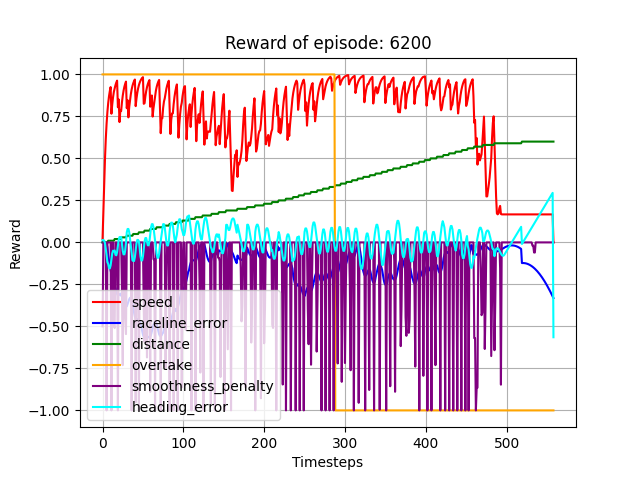 Reward of episode: 6200
1.00
0.75
0.50
0.25
0.00
−0.25
−0.50
−0.75
−1.00
Reward
speed
raceline_error
distance
overtake
smoothness_penalty
heading_error
0 100 200 300 400 500
Timesteps